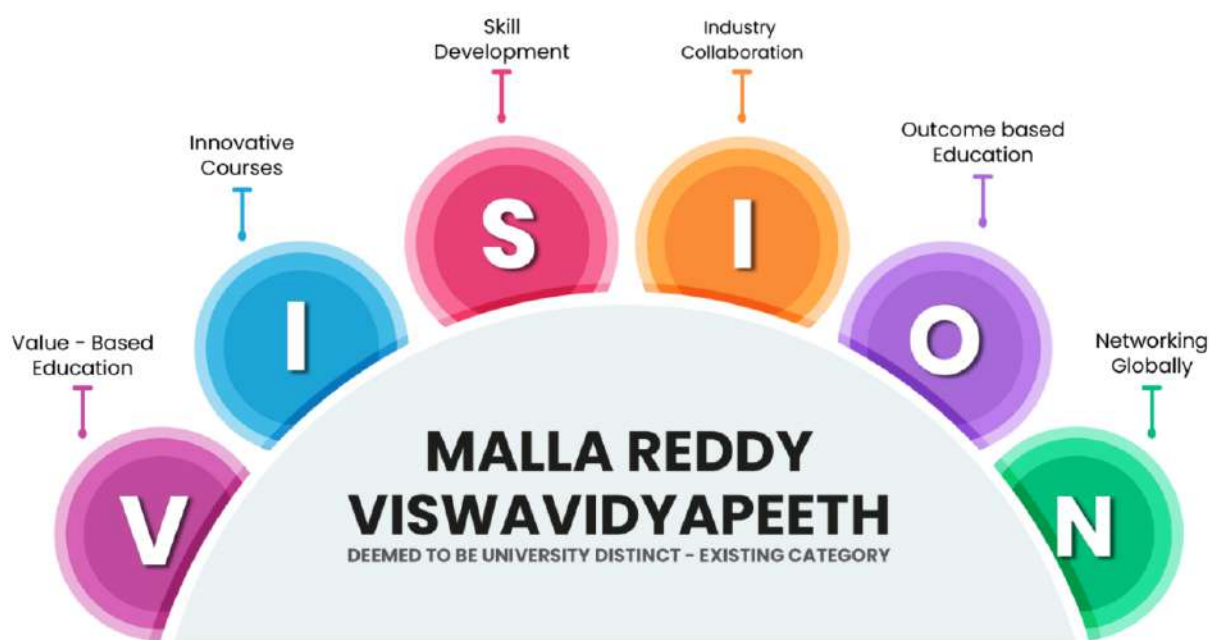 Skill
Development
Industry
Collaboration
Innovative
Courses
Outcome based
Education
Value - Based
Education
Networking
Globally
V
I
S
I
O
N
MALLA REDDY
VISWAVIDYAPEETH
DEEMED TO BE UNIVERSITY DISTINCT - EXISTING CATEGORY